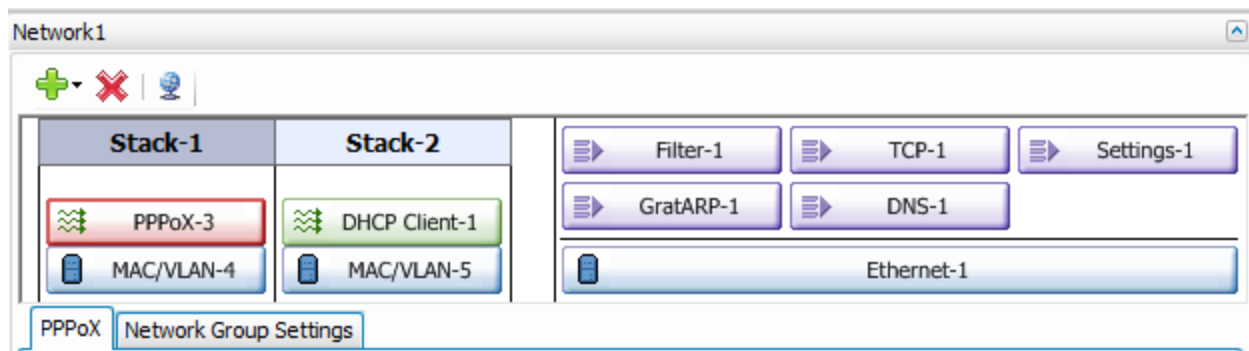 Network1
Stack-1 Stack-2
Filter-1 TCP-1 Settings-1
PPPoX-3 DHCP Client-1
GratARP-1 DNS-1
MAC/VLAN-4 MAC/VLAN-5
Ethernet-1
PPPoX Network Group Settings